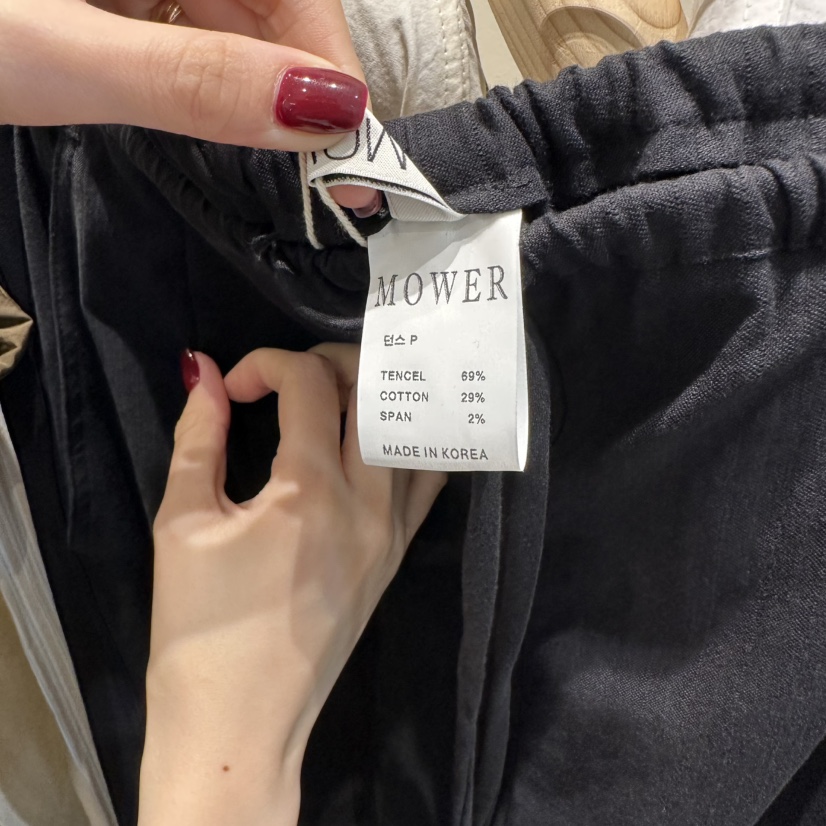 MOWER
던스 P
TENCEL 69%
COTTON 29%
SPAN 2%
MADE IN KOREA